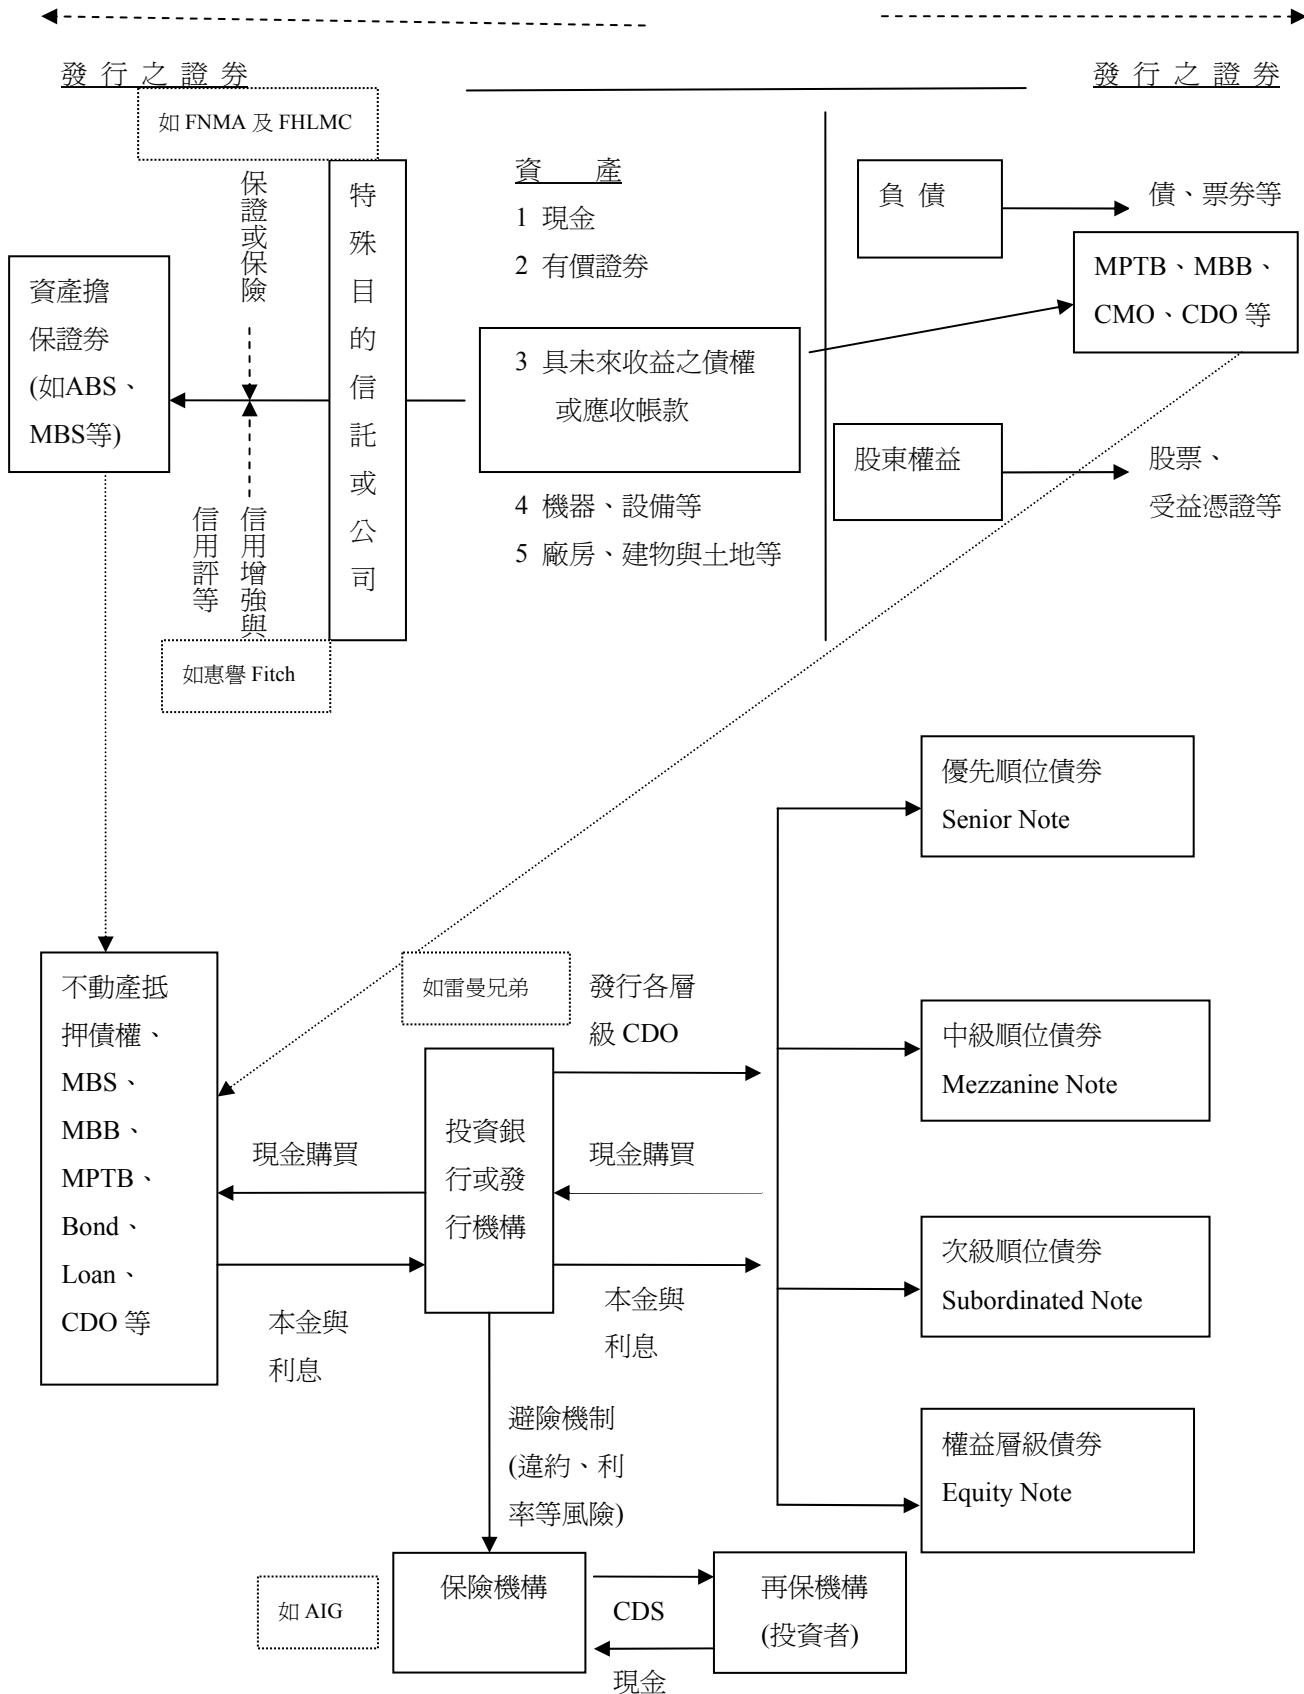 發行之證券
發行之證券
如 FNMA 及 FHLMC
保證或保險
特殊目的信託或公司
資 產
1 現金
2 有價證券
3 具未來收益之債權
或應收帳款
4 機器、設備等
5 廠房、建物與土地等
負債
債、票券等
MPTB、MBB、
CMO、CDO 等
股東權益
股票、
受益憑證等
資產擔
保證券
(如ABS、
MBS等)
信用增強與
信用評等
如惠譽 Fitch
優先順位債券
Senior Note
不動產抵
押債權、
MBS、
MBB、
MPTB、
Bond、
Loan、
CDO 等
如雷曼兄弟
發行各層
級 CDO
投資銀
行或發
行機構
現金購買
現金購買
本金與
利息
本金與
利息
中級順位債券
Mezzanine Note
次級順位債券
Subordinated Note
權益層級債券
Equity Note
避險機制
(違約、利
率等風險)
如 AIG
保險機構
CDS
現金
再保機構
(投資者)